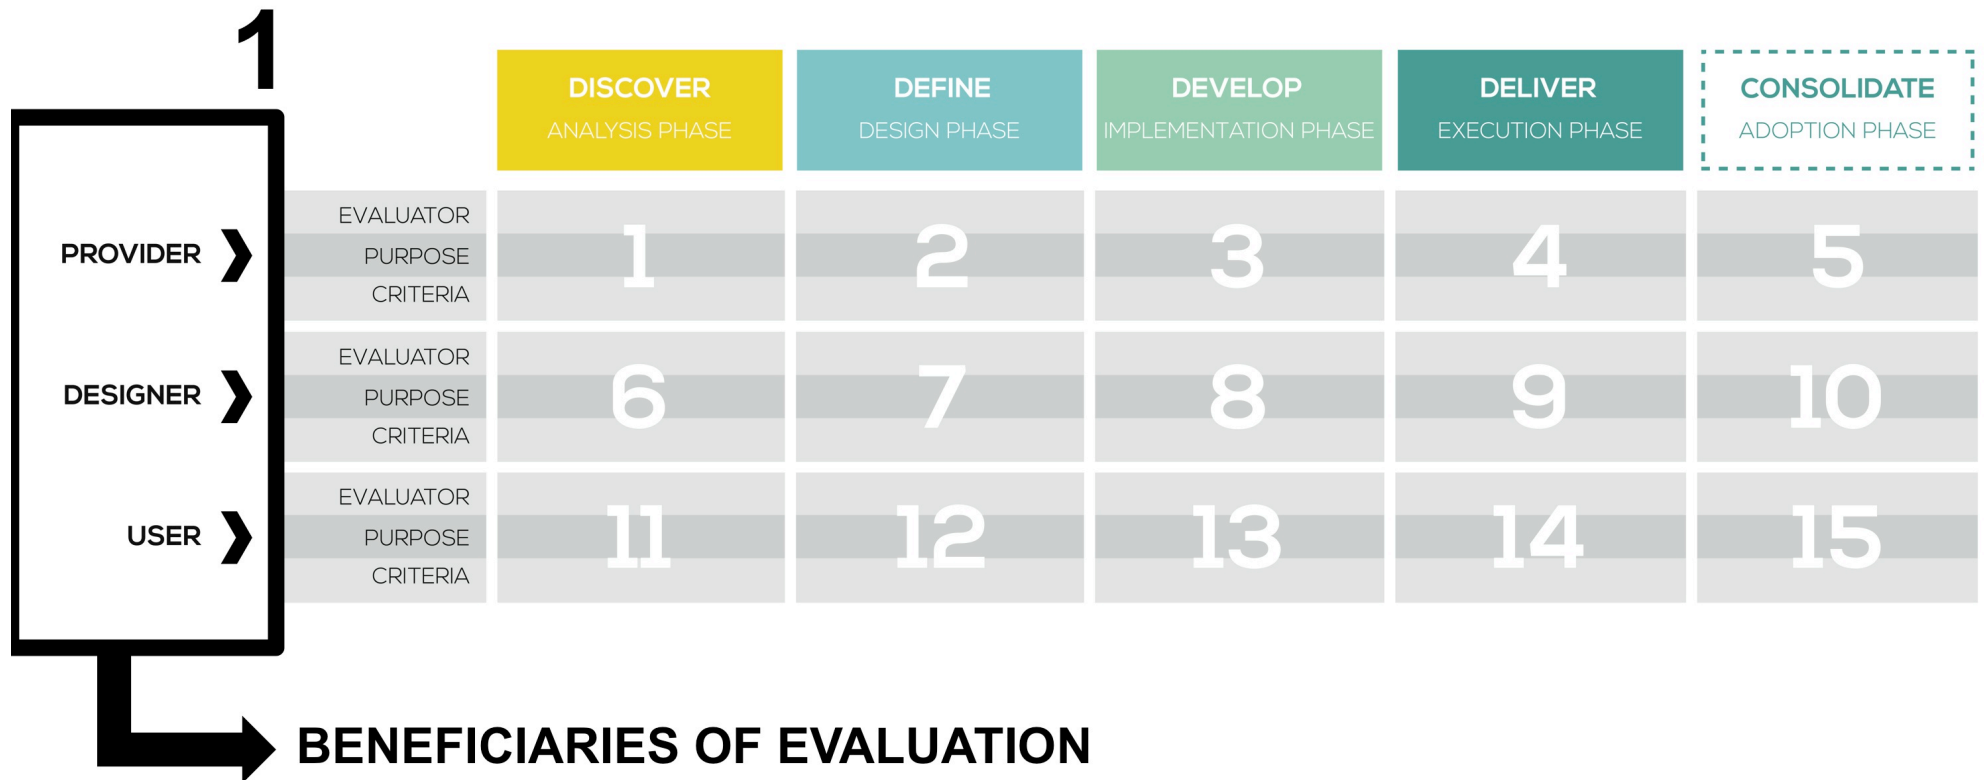 1
DISCOVER
ANALYSIS PHASE
DEFINE
DESIGN PHASE
DEVELOP
IMPLEMENTATION PHASE
DELIVER
EXECUTION PHASE
CONSOLIDATE
ADOPTION PHASE
PROVIDER
EVALUATOR
PURPOSE
CRITERIA
1
2
3
4
5
DESIGNER
EVALUATOR
PURPOSE
CRITERIA
6
7
8
9
10
USER
EVALUATOR
PURPOSE
CRITERIA
11
12
13
14
15
BENEFICIARIES OF EVALUATION